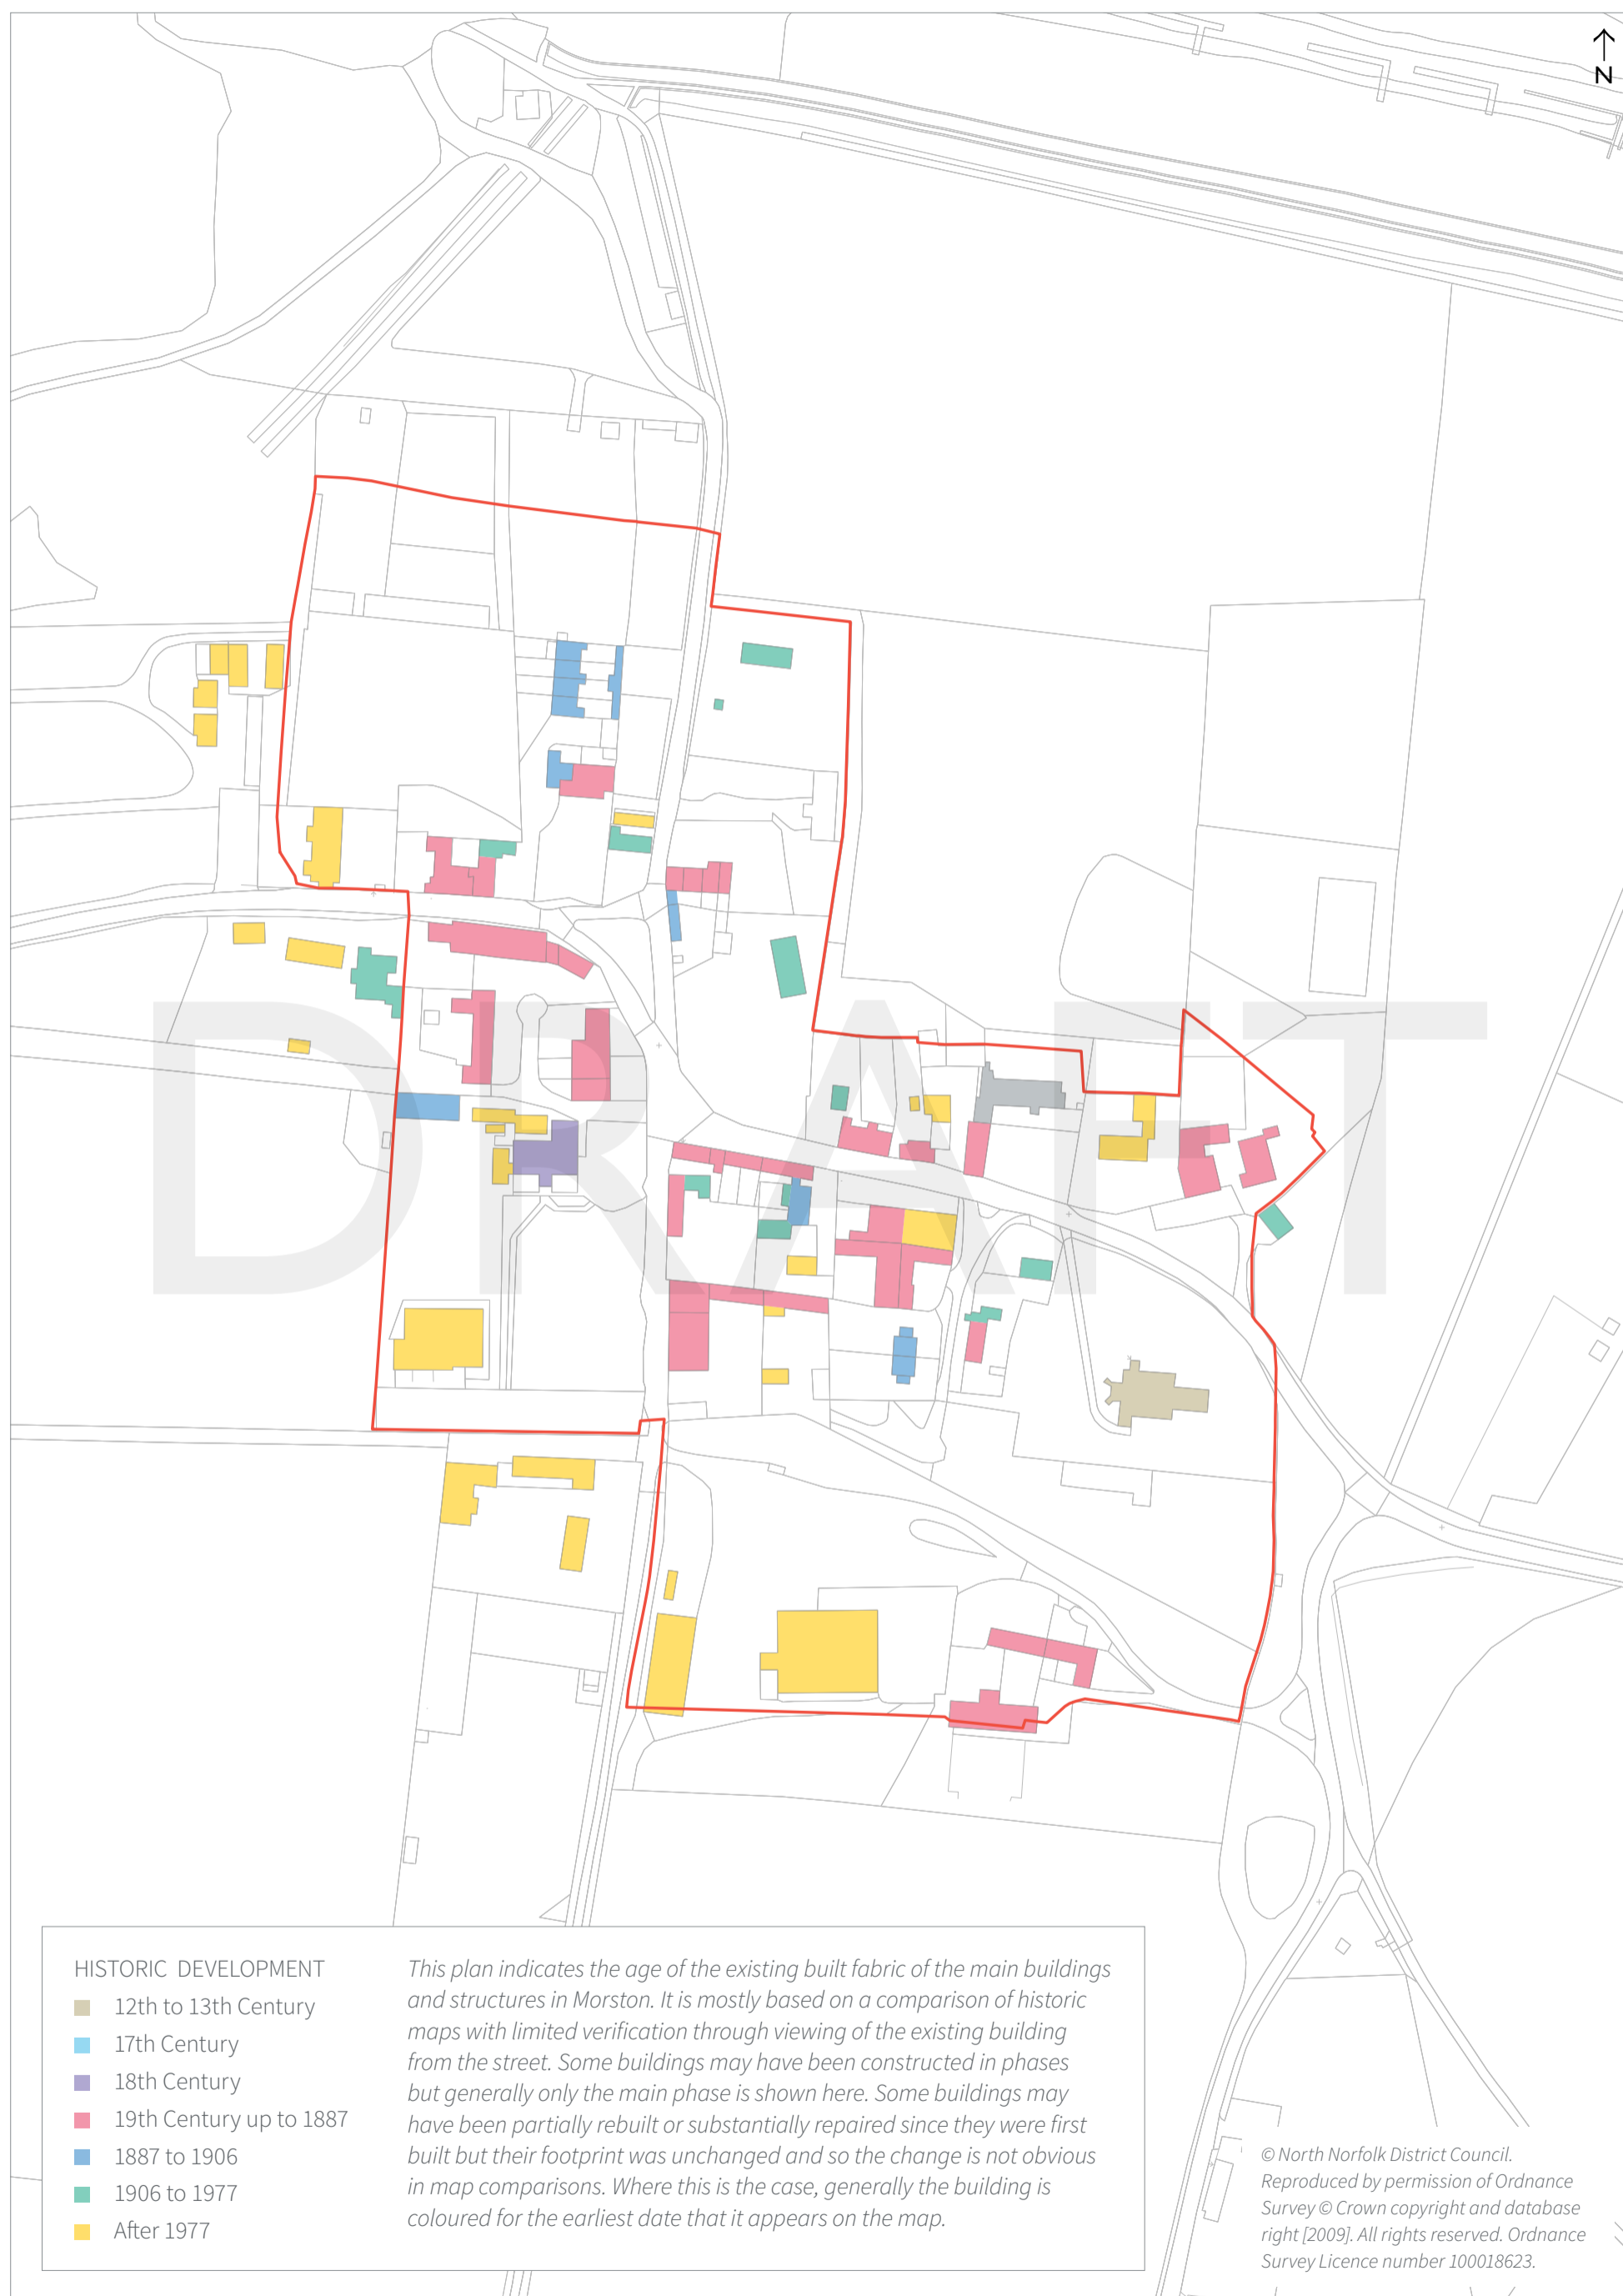 N
DRAFT
HISTORIC DEVELOPMENT
12th to 13th Century
17th Century
18th Century
19th Century up to 1887
1887 to 1906
1906 to 1977
After 1977
This plan indicates the age of the existing built fabric of the main buildings
and structures in Morston. It is mostly based on a comparison of historic
maps with limited verification through viewing of the existing building
from the street. Some buildings may have been constructed in phases
but generally only the main phase is shown here. Some buildings may
have been partially rebuilt or substantially repaired since they were first
built but their footprint was unchanged and so the change is not obvious
in map comparisons. Where this is the case, generally the building is
coloured for the earliest date that it appears on the map.
© North Norfolk District Council.
Reproduced by permission of Ordnance
Survey © Crown copyright and database
right [2009]. All rights reserved. Ordnance
Survey Licence number 100018623.